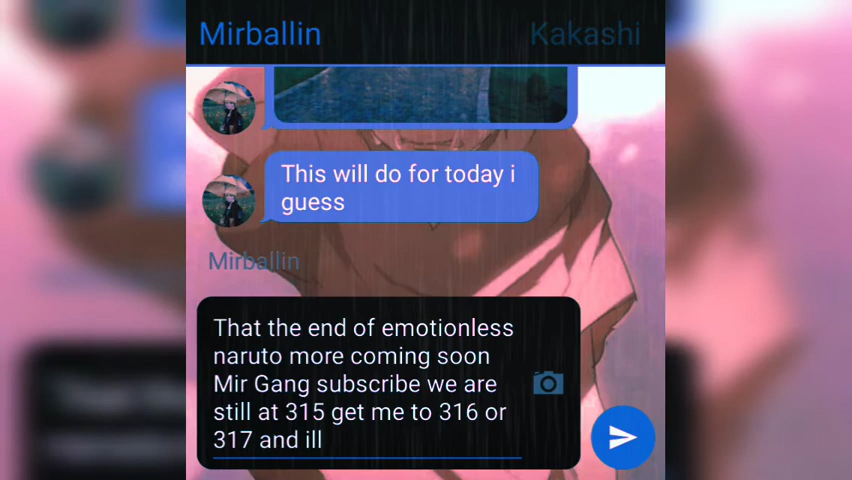 Mirballin Kakashi
This will do for today i
guess
Mirballin
That the end of emotionless
naruto more coming soon
Mir Gang subscribe we are
still at 315 get me to 316 or
317 and ill